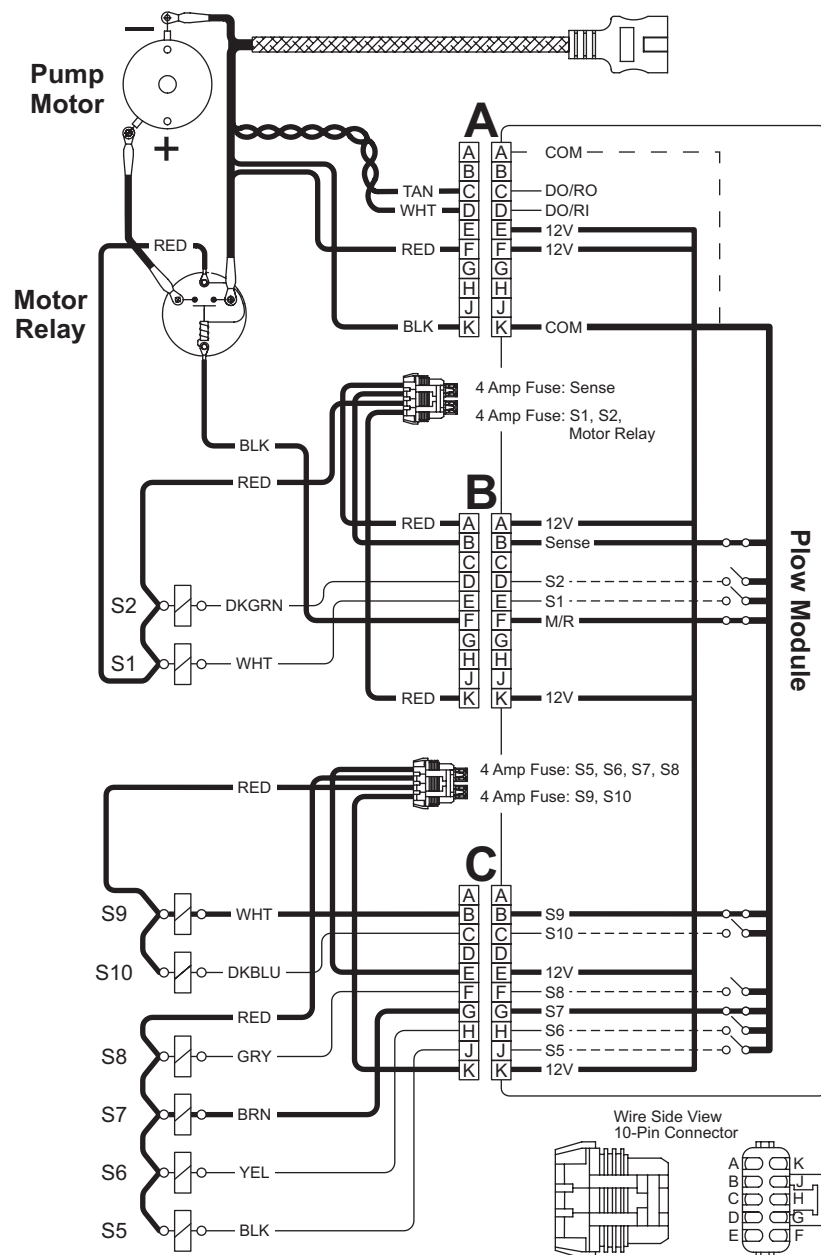 Pump
Motor
−
+
A
A A COM
B B
C C
D D
E E
F F
G G
H H
J J
K K
TAN
WHT
RED
BLK
DO/RO
DO/RI
12V
12V
COM
RED
Motor
Relay
4 Amp Fuse: Sense
4 Amp Fuse: S1, S2,
Motor Relay
BLK
RED
B
RED A A 12V
B B Sense
C C
D D S2
E E S1
F F M/R
G G
H H
J J
RED K K 12V
S2 DKGRN
S1 WHT
Plow Module
4 Amp Fuse: S5, S6, S7, S8
4 Amp Fuse: S9, S10
RED
C
A A
B B S9
C C S10
D D
E E 12V
F F S8
G G S7
H H S6
J J S5
K K 12V
S9 WHT
S10 DKBLU
RED
S8 GRY
S7 BRN
S6 YEL
S5 BLK
Wire Side View
10-Pin Connector
A K
B J
C H
D G
E F